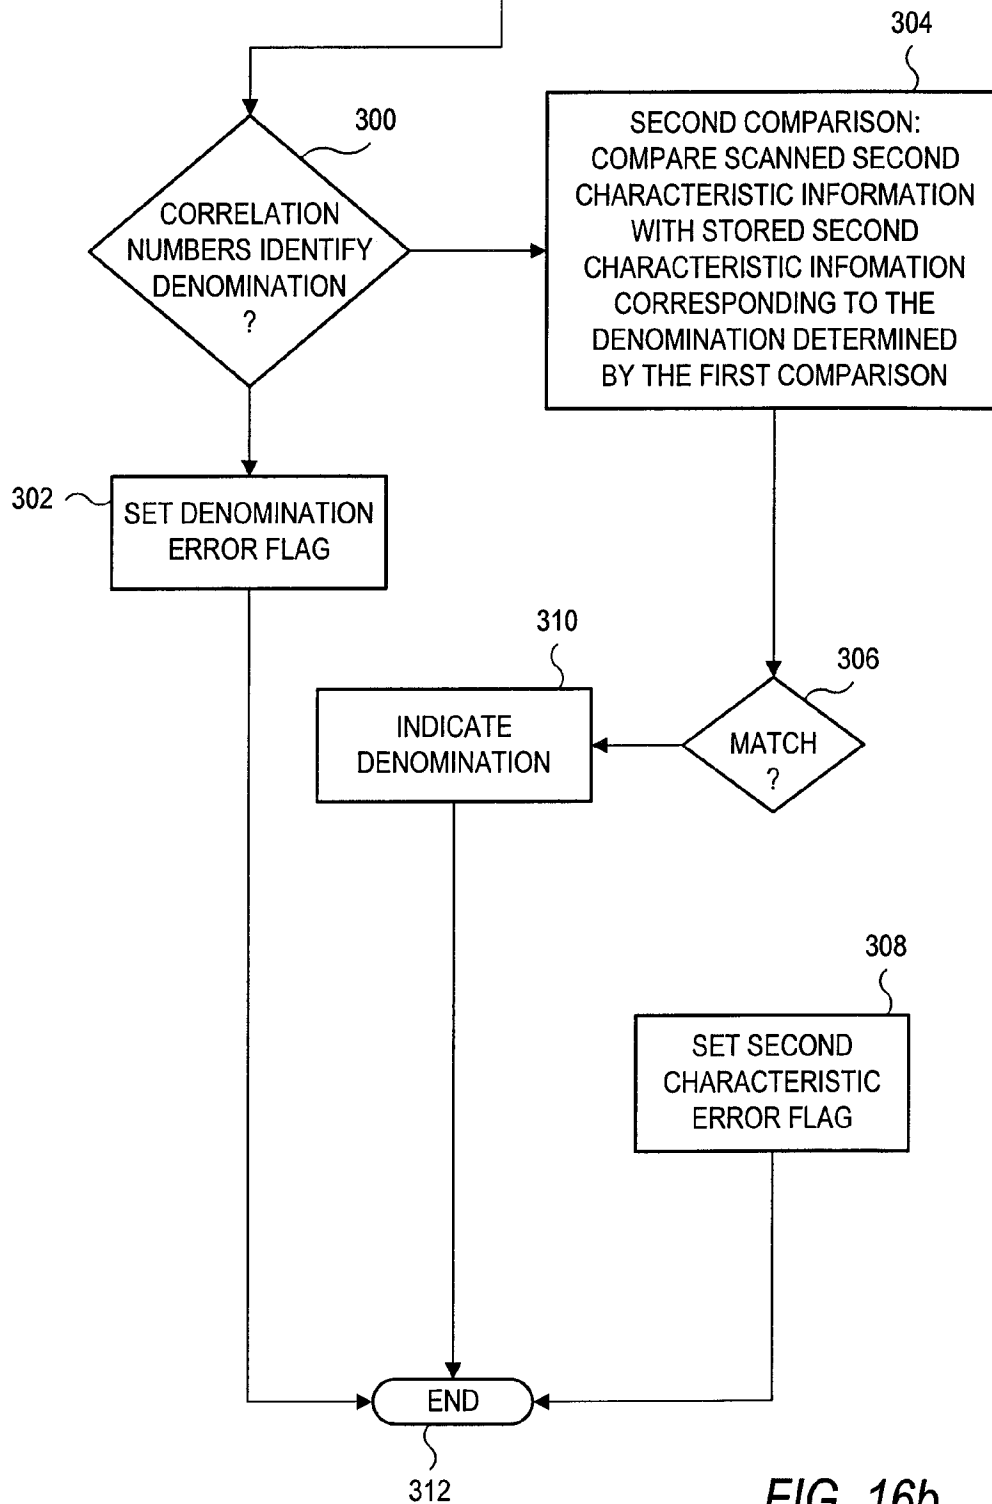 304
300
CORRELATION
NUMBERS IDENTIFY
DENOMINATION
?
SECOND COMPARISON:
COMPARE SCANNED SECOND
CHARACTERISTIC INFORMATION
WITH STORED SECOND
CHARACTERISTIC INFOMATION
CORRESPONDING TO THE
DENOMINATION DETERMINED
BY THE FIRST COMPARISON
302
SET DENOMINATION
ERROR FLAG
310
INDICATE
DENOMINATION
306
MATCH
?
308
SET SECOND
CHARACTERISTIC
ERROR FLAG
END
312
FIG. 16b